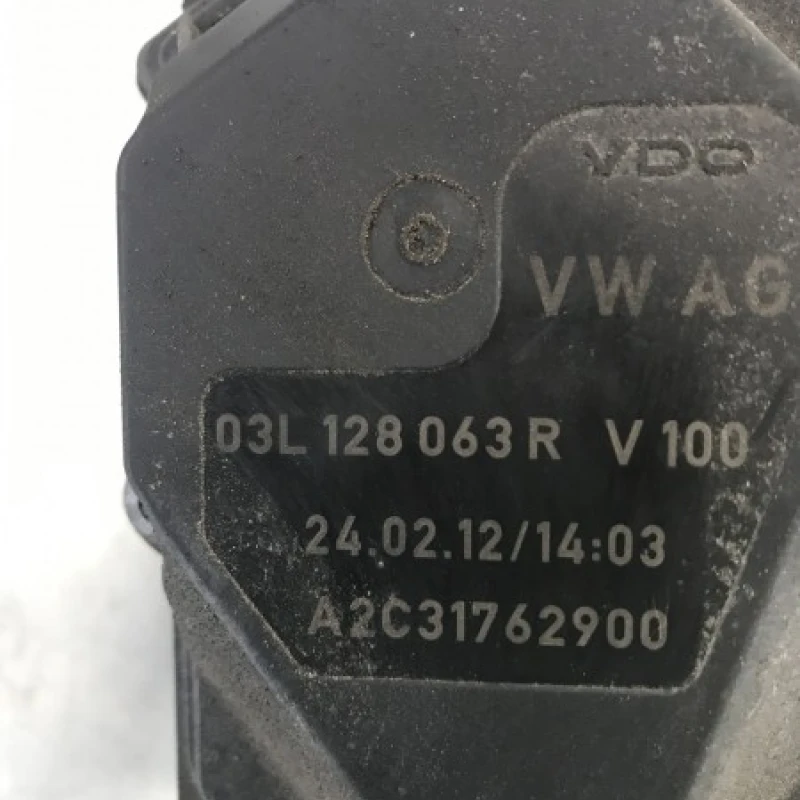 VDO
VW AG
03L 128 063 R V 100
24.02.12/14:03
A2C31762900